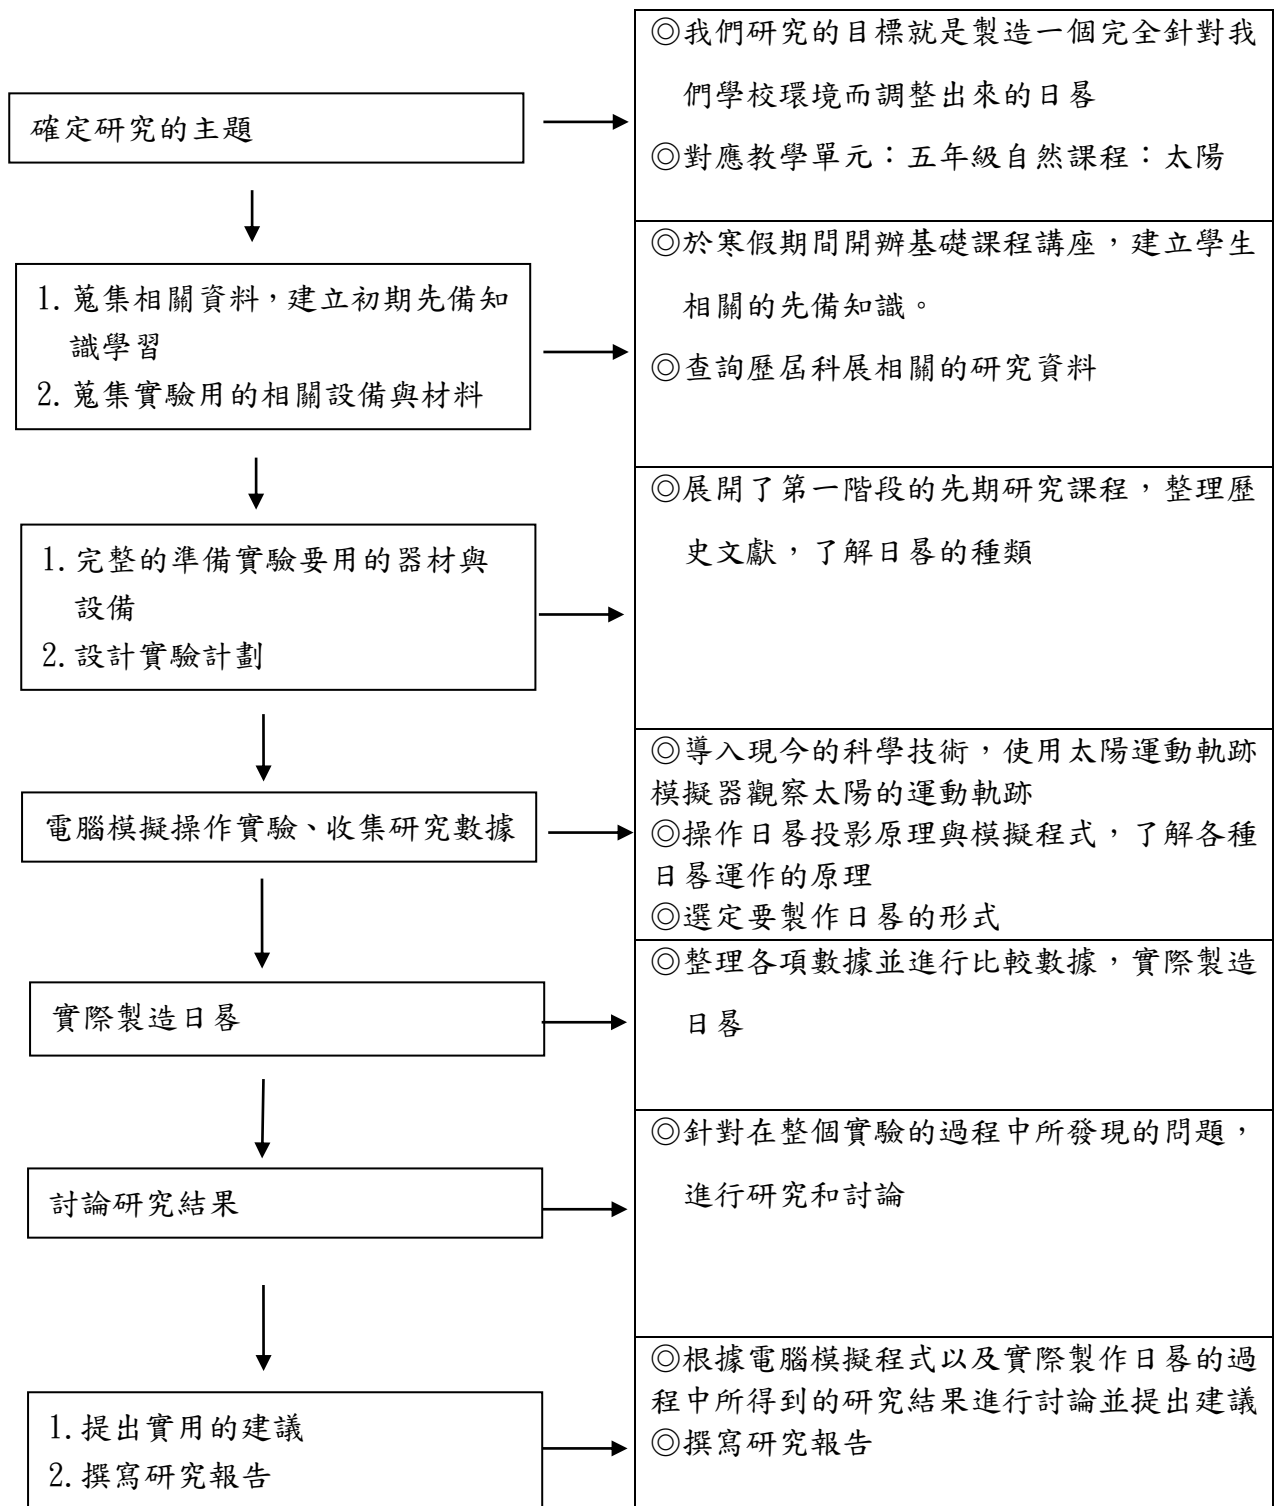 確定研究的主題
◎我們研究的目標就是製造一個完全針對我
們學校環境而調整出來的日晷
◎對應教學單元：五年級自然課程：太陽
1.蒐集相關資料，建立初期先備知
識學習
2.蒐集實驗用的相關設備與材料
◎於寒假期間開辦基礎課程講座，建立學生
相關的先備知識。
◎查詢歷屆科展相關的研究資料
1.完整的準備實驗要用的器材與
設備
2.設計實驗計劃
◎展開了第一階段的先期研究課程，整理歷
史文獻，了解日晷的種類
電腦模擬操作實驗、收集研究數據
◎導入現今的科學技術，使用太陽運動軌跡
模擬器觀察太陽的運動軌跡
◎操作日晷投影原理與模擬程式，了解各種
日晷運作的原理
◎選定要製作日晷的形式
實際製造日晷
◎整理各項數據並進行比較數據，實際製造
日晷
討論研究結果
◎針對在整個實驗的過程中所發現的問題，
進行研究和討論
1.提出實用的建議
2.撰寫研究報告
◎根據電腦模擬程式以及實際製作日晷的過
程中所得到的研究結果進行討論並提出建議
◎撰寫研究報告